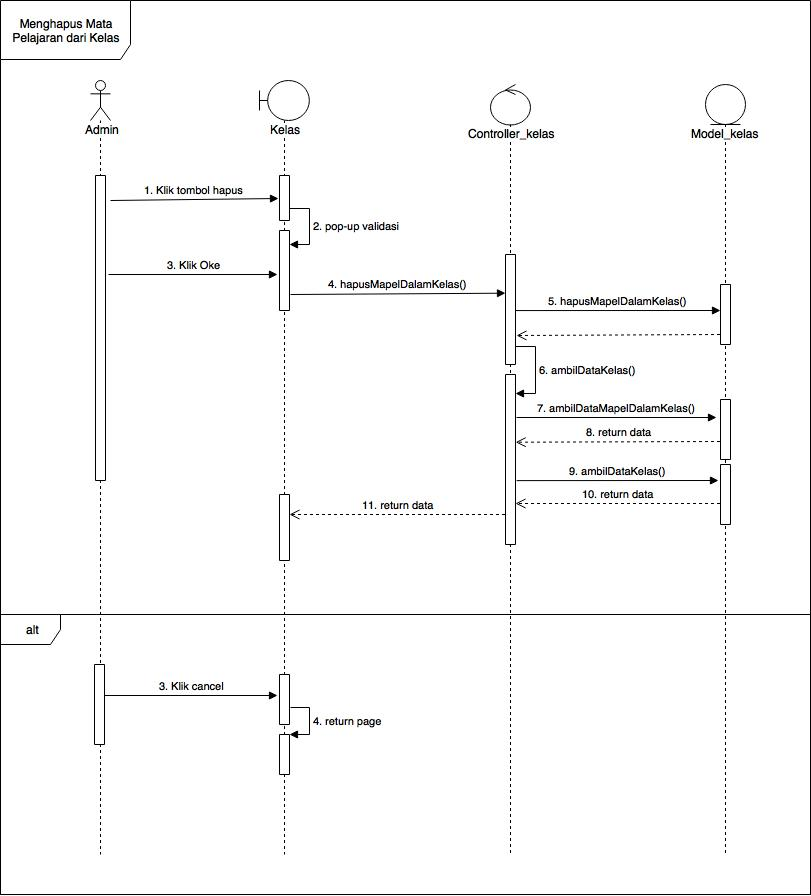 Menghapus Mata
Pelajaran dari Kelas
Admin
Kelas
Controller_kelas
Model_kelas
1. Klik tombol hapus
2. pop-up validasi
3. Klik Oke
4. hapusMapelDalamKelas()
5. hapusMapelDalamKelas()
6. ambilDataKelas()
7. ambilDataMapelDalamKelas()
8. return data
9. ambilDataKelas()
10. return data
11. return data
alt
3. Klik cancel
4. return page